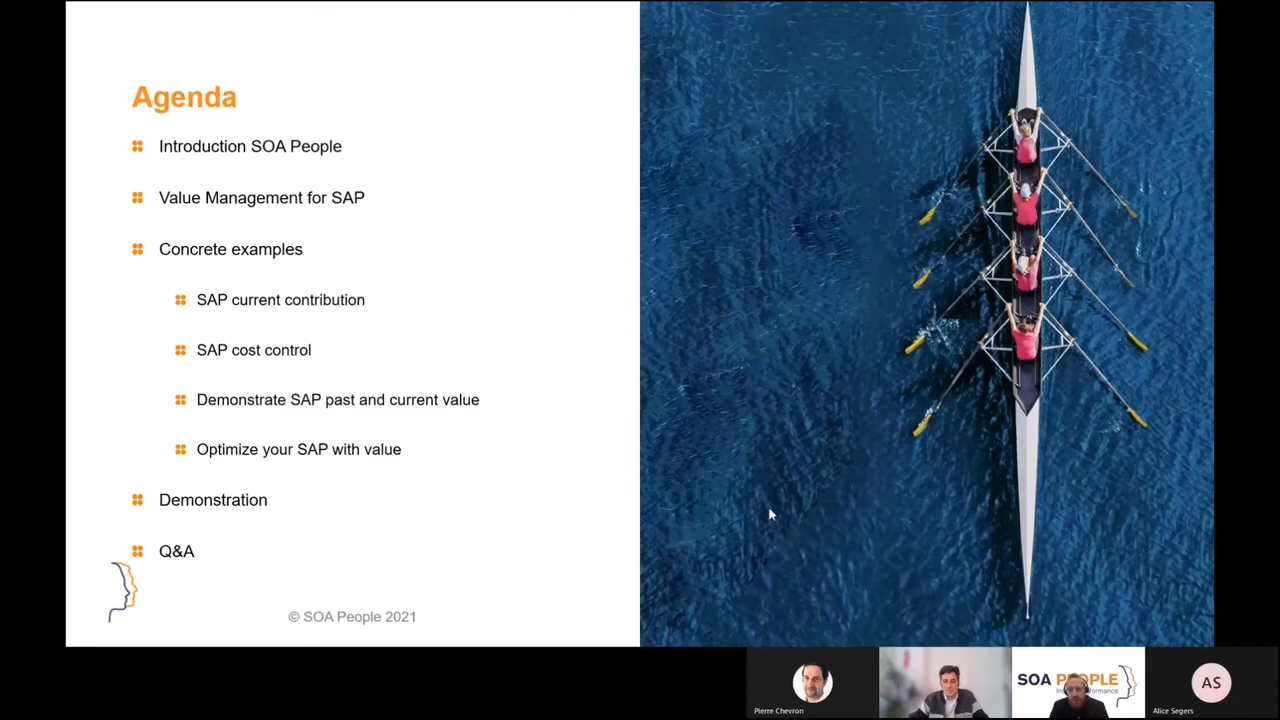 Agenda
Introduction SOA People
Value Management for SAP
Concrete examples
SAP current contribution
SAP cost control
Demonstrate SAP past and current value
Optimize your SAP with value
Demonstration
Q&A
© SOA People 2021
Pierre Chevron
SOA PEOPLE
AS
Alice Segers